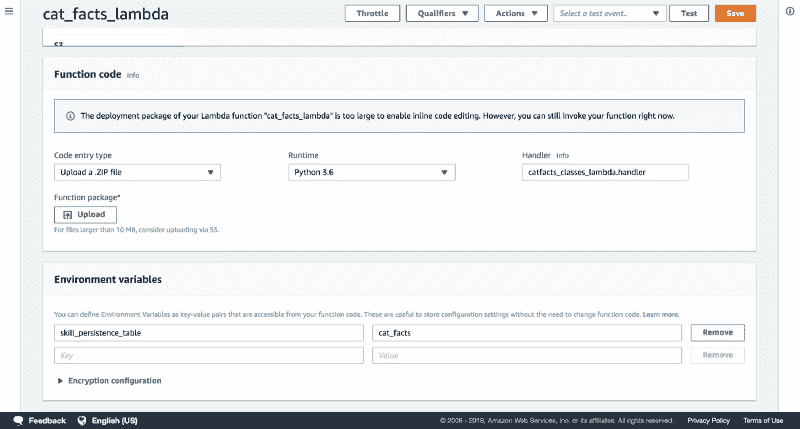 cat_facts_lambda
Throttle
Qualifiers
Actions
Select a test event..
Test
Save
S3
Function code Info
The deployment package of your Lambda function "cat_facts_lambda" is too large to enable inline code editing. However, you can still invoke your function right now.
Code entry type
Runtime
Handler Info
Upload a .ZIP file
Python 3.6
catfacts_classes_lambda.handler
Function package*
Upload
For files larger than 10 MB, consider uploading via S3.
Environment variables
You can define Environment Variables as key-value pairs that are accessible from your function code. These are useful to store configuration settings without the need to change function code. Learn more.
skill_persistence_table
cat_facts
Remove
Key
Value
Remove
Encryption configuration
Feedback
English (US)
© 2008 - 2018, Amazon Web Services, Inc. or its affiliates. All rights reserved.
Privacy Policy
Terms of Use